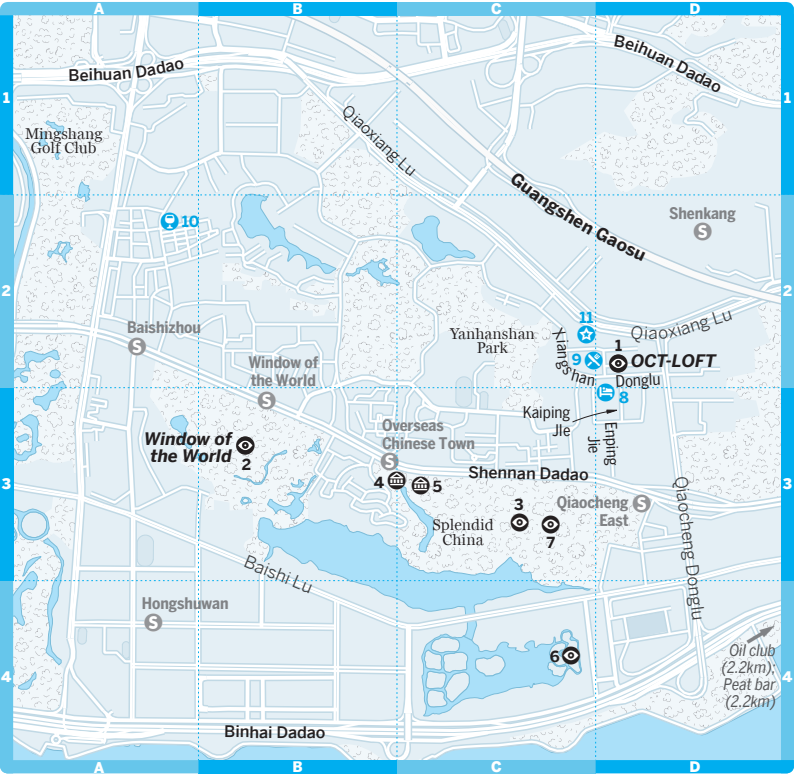 A B C D
Beihuan Dadao
Beihuan Dadao
1 1
Mingshang
Golf Club
Qiaoxiang Lu
Guangshen Gaosu
Shenkang
S
10
2 2
Baishizhou
S
11
Qiaoxiang Lu
Yanhanshan
Park
Xiangshan
1
OCT-LOFT
9
Donglu
8
Window of
the World
S
Kaiping
JIe
Enping
Jie
Window of
the World
2
Overseas
Chinese Town
S
Shennan Dadao
3 3
4
5
Splendid
China
3
7
Qiaocheng
East
S
Qiaocheng Donglu
Baishi Lu
Hongshuwan
S
6
Oil club
(2.2km);
Peat bar
(2.2km)
4 4
Binhai Dadao
A B C D